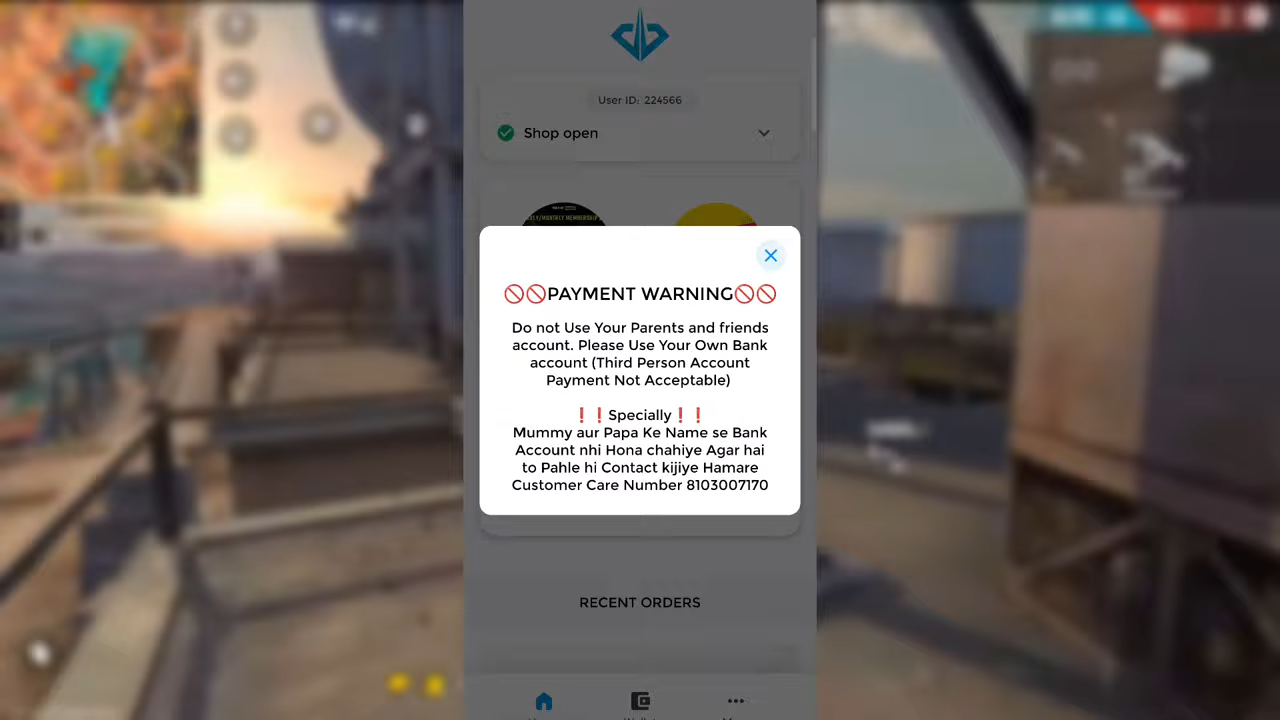 User ID: 224566
Shop open
🚫🚫PAYMENT WARNING🚫🚫
Do not Use Your Parents and friends
account. Please Use Your Own Bank
account (Third Person Account
Payment Not Acceptable)
❗❗Specially❗❗
Mummy aur Papa Ke Name se Bank
Account nhi Hona chahiye Agar hai
to Pahle hi Contact kijiye Hamare
Customer Care Number 8103007170
RECENT ORDERS